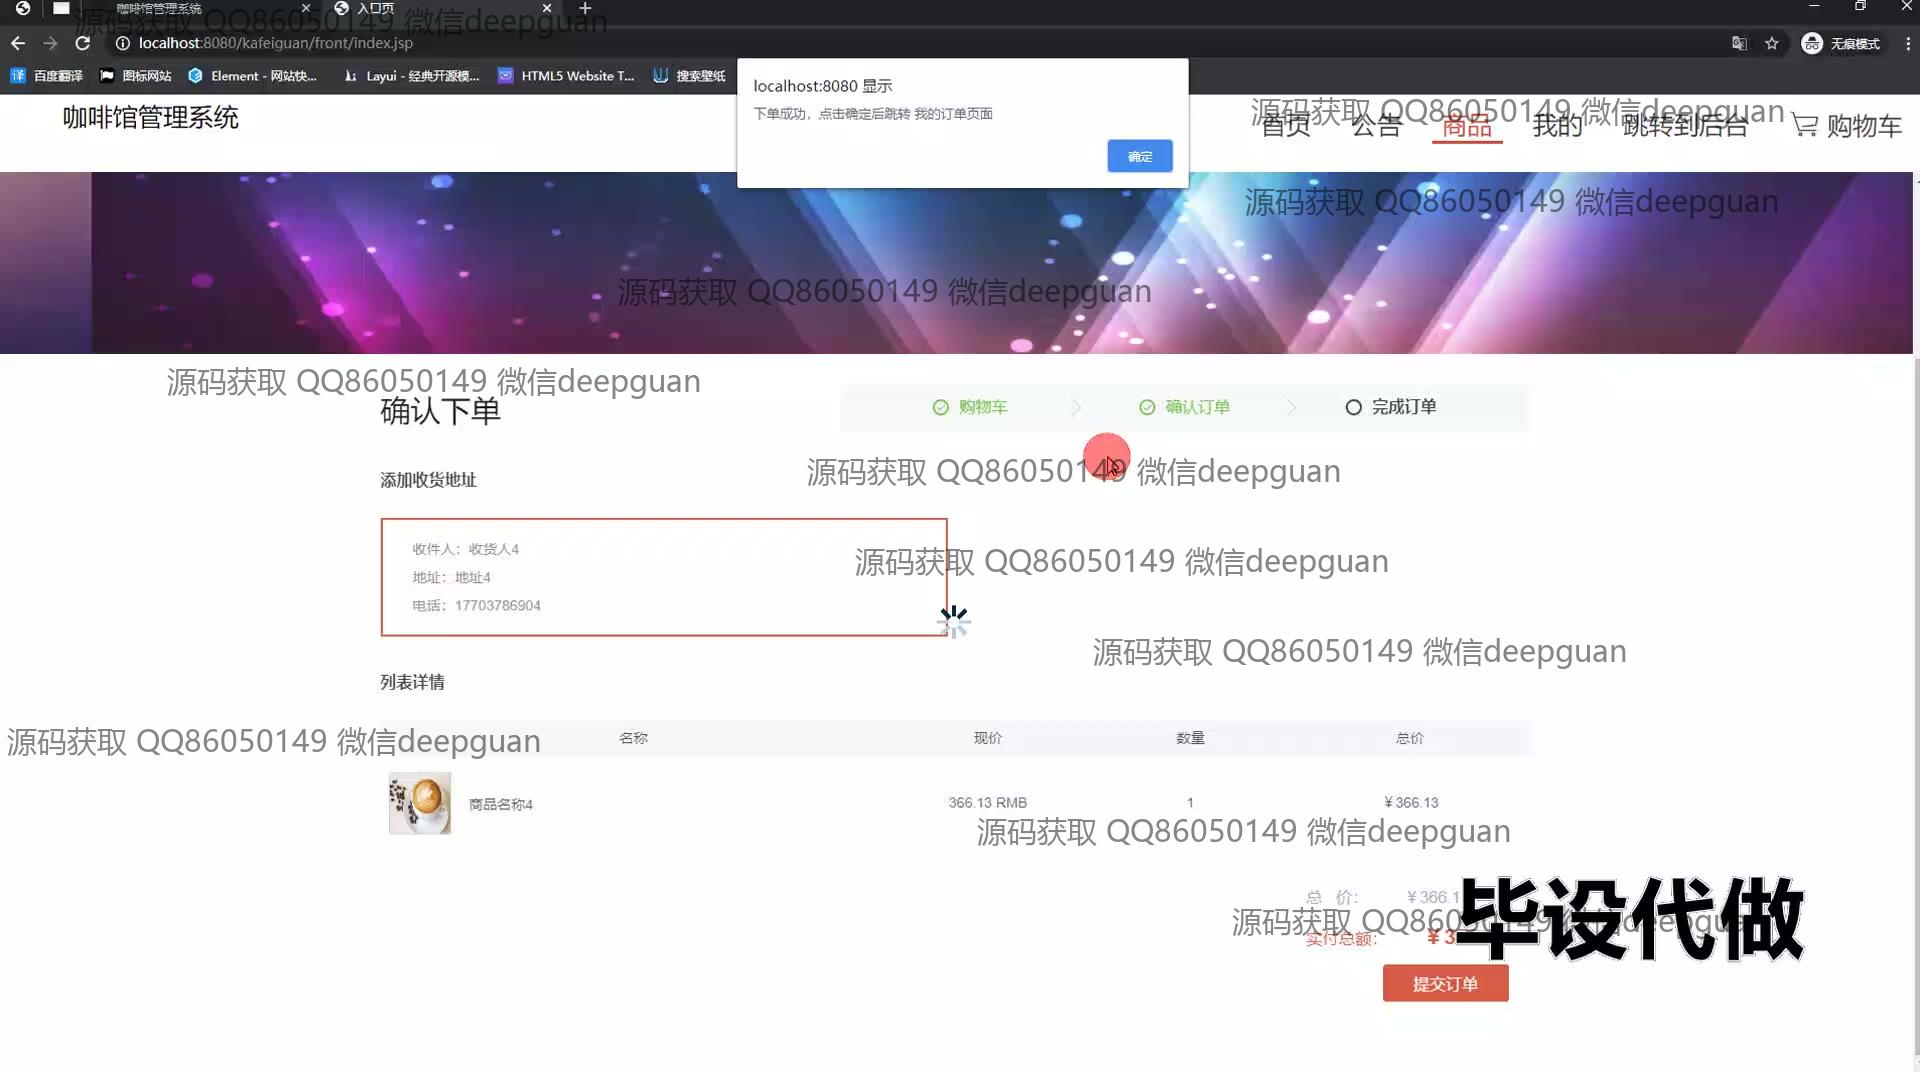 咖啡馆管理系统
入口页
源码获取 QQ86050149 微信deepguan
localhost:8080/kafeiguan/front/index.jsp
无痕模式
百度翻译
图标网站
Element - 网站快...
Layui - 经典开源模...
HTML5 Website T...
搜索壁纸
localhost:8080 显示
下单成功，点击确定后跳转 我的订单页面
确定
咖啡馆管理系统
源码获取 QQ86050149 微信deepguan
首页
公告
商品
我的
跳转到后台
购物车
源码获取 QQ86050149 微信deepguan
源码获取 QQ86050149 微信deepguan
源码获取 QQ86050149 微信deepguan
确认下单
购物车
确认订单
完成订单
源码获取 QQ86050149 微信deepguan
添加收货地址
收件人：收货人4
地址：地址4
电话：17703786904
源码获取 QQ86050149 微信deepguan
源码获取 QQ86050149 微信deepguan
列表详情
源码获取 QQ86050149 微信deepguan
名称
现价
数量
总价
商品名称4
366.13 RMB
1
¥366.13
源码获取 QQ86050149 微信deepguan
总 价：
¥366.1
源码获取 QQ86050149 微信deepguan
实付总额：
¥3
毕设代做
提交订单